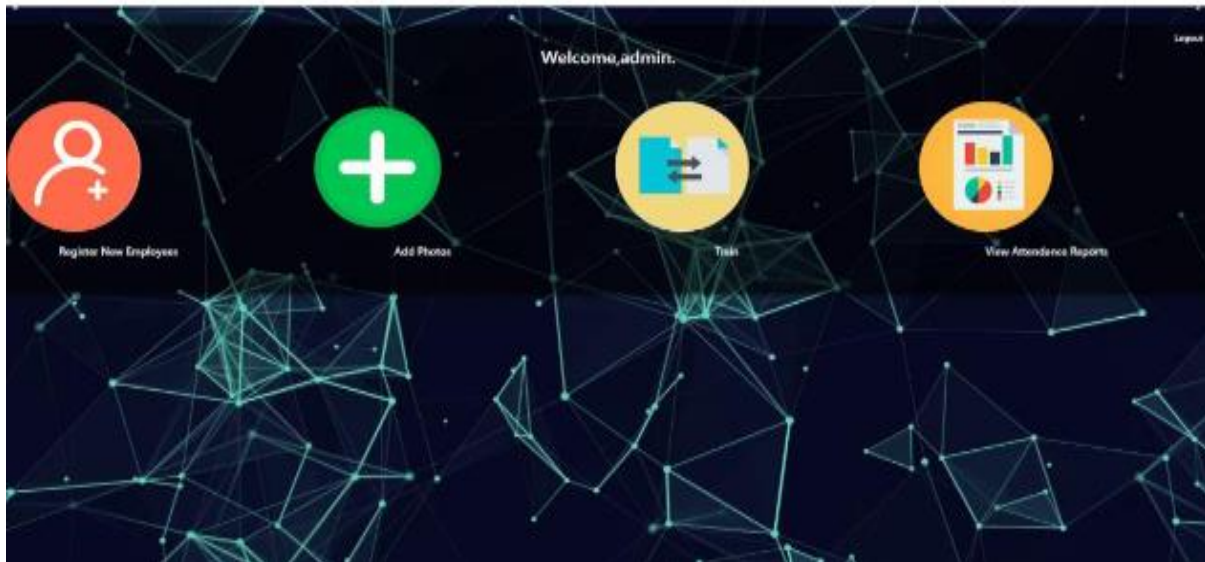 Logout
Welcome,admin.
Register New Employees
Add Photos
Train
View Attendance Reports